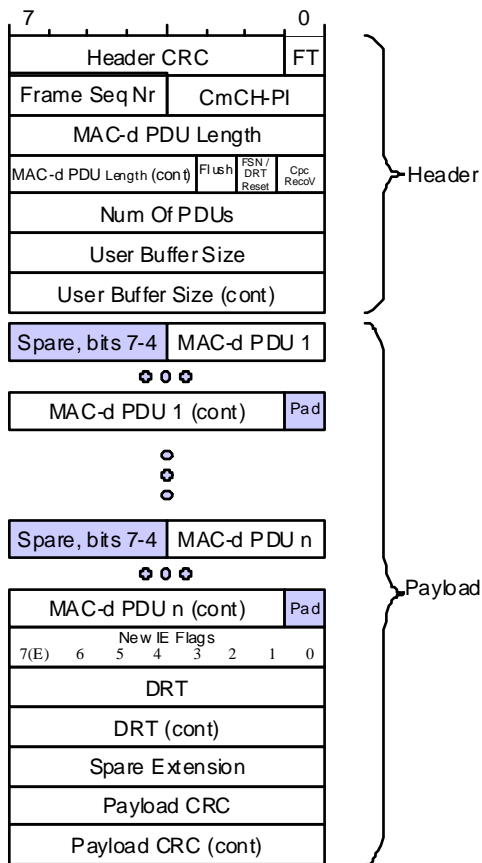 7 0
Header CRC FT
Frame Seq Nr CmCH-PI
MAC-d PDU Length
MAC-d PDU Length (cont) Flush FSN / DRT Reset Cpc RecoV
Header
Num Of PDUs
User Buffer Size
User Buffer Size (cont)
Spare, bits 7-4 MAC-d PDU 1
MAC-d PDU 1 (cont) Pad
Spare, bits 7-4 MAC-d PDU n
MAC-d PDU n (cont) Pad
Payload
New IE Flags
7(E) 6 5 4 3 2 1 0
DRT
DRT (cont)
Spare Extension
Payload CRC
Payload CRC (cont)